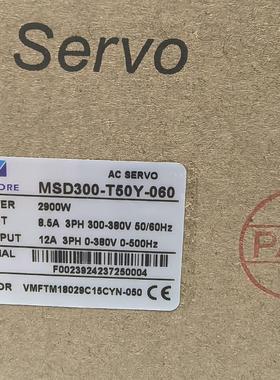 Servo
AC SERVO
MSD300-T50Y-060
2900W
8.5A 3PH 300-380V 50/60Hz
12A 3PH 0-380V 0-500Hz
F0023924237250004
VMFTM18029C15CYN-050 CE